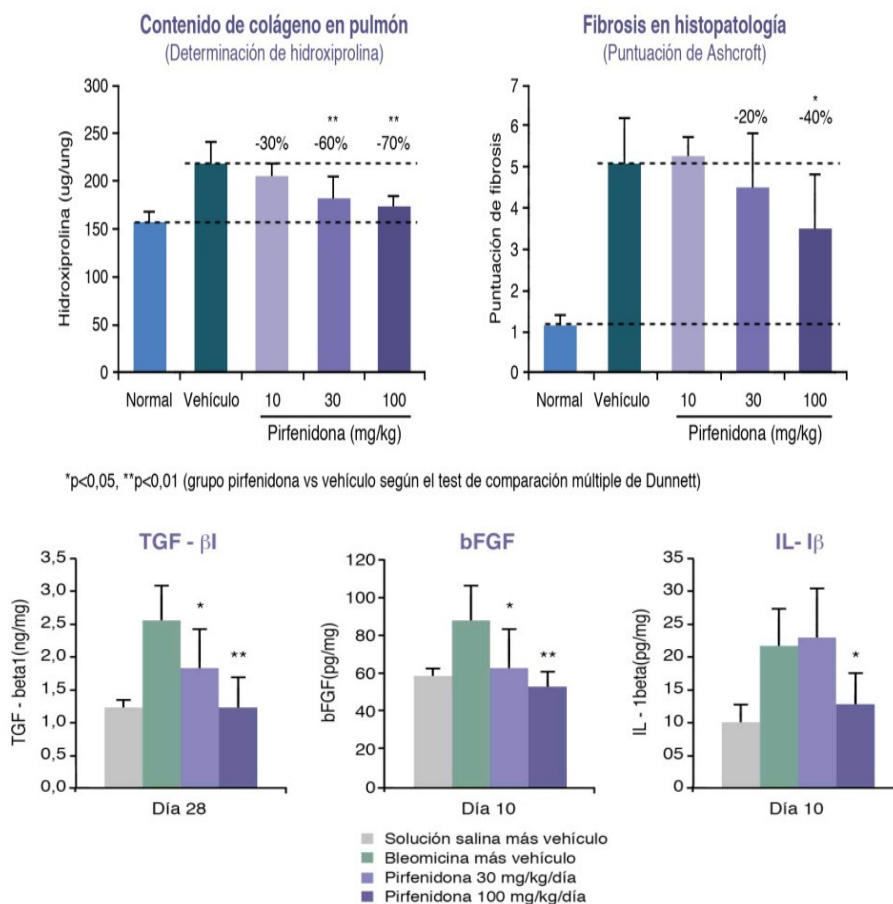 Contenido de colágeno en pulmón
(Determinación de hidroxiprolina)
Hidroxiprolina (ug/ung)
300
250
200
150
100
50
0
**
**
-30%
-60%
-70%
Normal
Vehículo
10
30
100
Pirfenidona (mg/kg)
Fibrosis en histopatología
(Puntuación de Ashcroft)
Puntuación de fibrosis
7
6
5
4
3
2
1
0
*
-20%
-40%
Normal
Vehículo
10
30
100
Pirfenidona (mg/kg)
*p<0,05, **p<0,01 (grupo pirfenidona vs vehículo según el test de comparación múltiple de Dunnett)
TGF - βI
TGF - beta1(ng/mg)
3,5
3,0
2,5
2,0
1,5
1,0
0,5
0,0
*
**
Día 28
bFGF
bFGF(pg/mg)
120
100
80
60
40
20
0
*
**
Día 10
IL- Iβ
IL - 1beta(pg/mg)
35
30
25
20
15
10
05
0
*
Día 10
Solución salina más vehículo
Bleomicina más vehículo
Pirfenidona 30 mg/kg/día
Pirfenidona 100 mg/kg/día